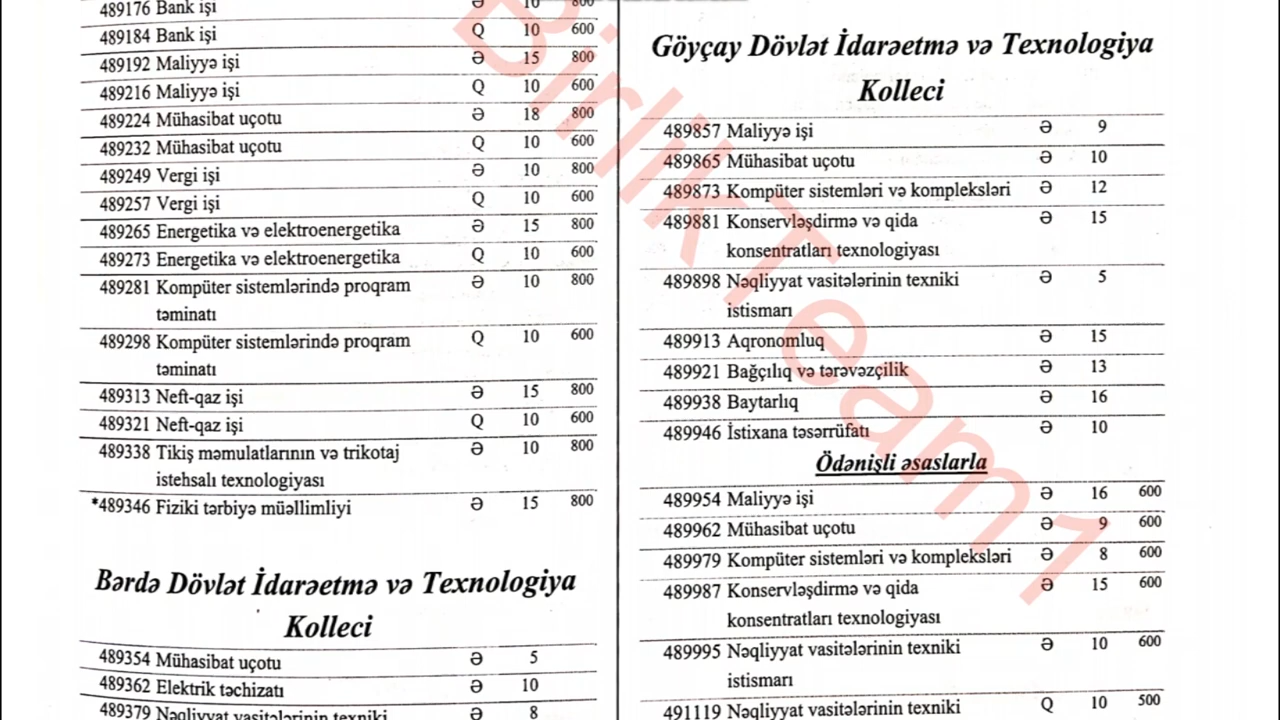 489176 Bank işi Ə 10 800
489184 Bank işi Q 10 600
489192 Maliyyə işi Ə 15 800
489216 Maliyyə işi Q 10 600
489224 Mühasibat uçotu Ə 18 800
489232 Mühasibat uçotu Q 10 600
489249 Vergi işi Ə 10 800
489257 Vergi işi Q 10 600
489265 Energetika və elektroenergetika Ə 15 800
489273 Energetika və elektroenergetika Q 10 600
489281 Kompüter sistemlərində proqram Ə 10 800
təminatı
489298 Kompüter sistemlərində proqram Q 10 600
təminatı
489313 Neft-qaz işi Ə 15 800
489321 Neft-qaz işi Q 10 600
489338 Tikiş məmulatlarının və trikotaj Ə 10 800
istehsalı texnologiyası
*489346 Fiziki tərbiyə müəllimliyi Ə 15 800
Bərdə Dövlət İdarəetmə və Texnologiya
Kolleci
489354 Mühasibat uçotu Ə 5
489362 Elektrik təchizatı Ə 10
489379 Nəqliyyat vasitələrinin texniki Ə 8
Göyçay Dövlət İdarəetmə və Texnologiya
Kolleci
489857 Maliyyə işi Ə 9
489865 Mühasibat uçotu Ə 10
489873 Kompüter sistemləri və kompleksləri Ə 12
489881 Konservləşdirmə və qida Ə 15
konsentratları texnologiyası
489898 Nəqliyyat vasitələrinin texniki Ə 5
istismarı
489913 Aqronomluq Ə 15
489921 Bağçılıq və tərəvəzçilik Ə 13
489938 Baytarlıq Ə 16
489946 İstixana təsərrüfatı Ə 10
Ödənişli əsaslarla
489954 Maliyyə işi Ə 16 600
489962 Mühasibat uçotu Ə 9 600
489979 Kompüter sistemləri və kompleksləri Ə 8 600
489987 Konservləşdirmə və qida Ə 15 600
konsentratları texnologiyası
489995 Nəqliyyat vasitələrinin texniki Ə 10 600
istismarı
491119 Nəqliyyat vasitələrinin texniki Q 10 500
BirlikTeam1